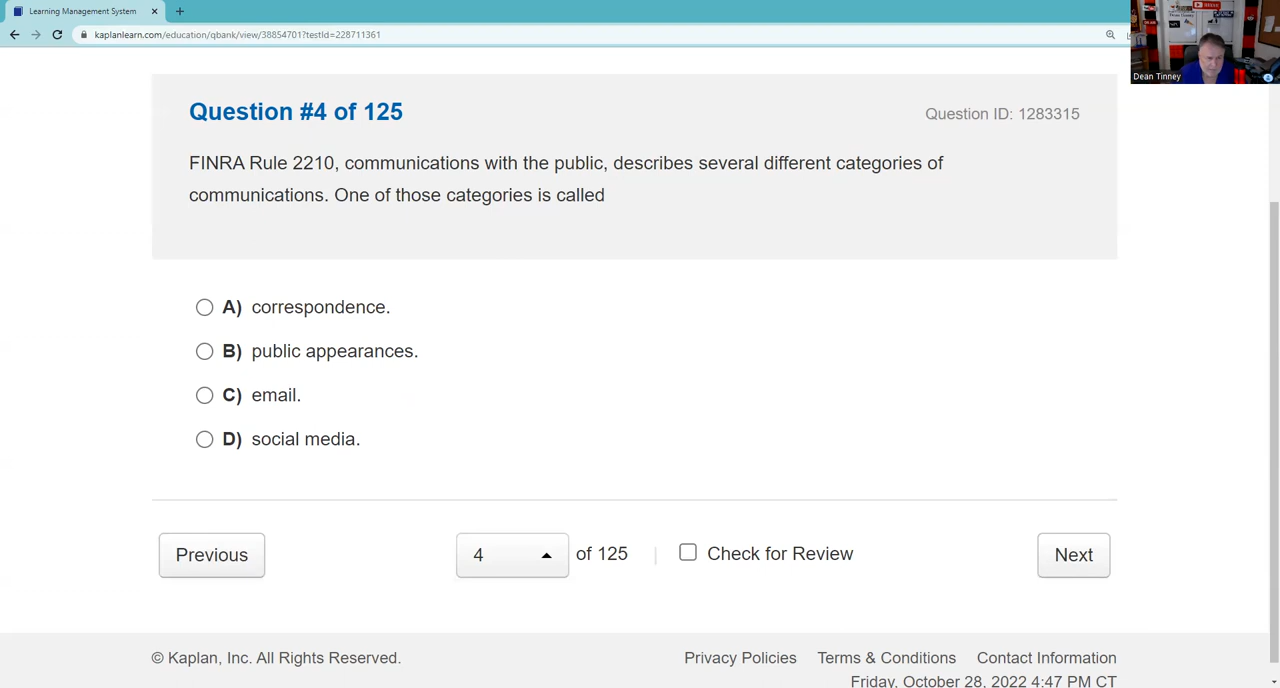 Learning Management System
kaplanlearn.com/education/qbank/view/38854701?testId=228711361
Dean Tinney
Question #4 of 125
Question ID: 1283315
FINRA Rule 2210, communications with the public, describes several different categories of
communications. One of those categories is called
A) correspondence.
B) public appearances.
C) email.
D) social media.
Previous
4
of 125
Check for Review
Next
© Kaplan, Inc. All Rights Reserved.
Privacy Policies
Terms & Conditions
Contact Information
Friday, October 28, 2022 4:47 PM CT